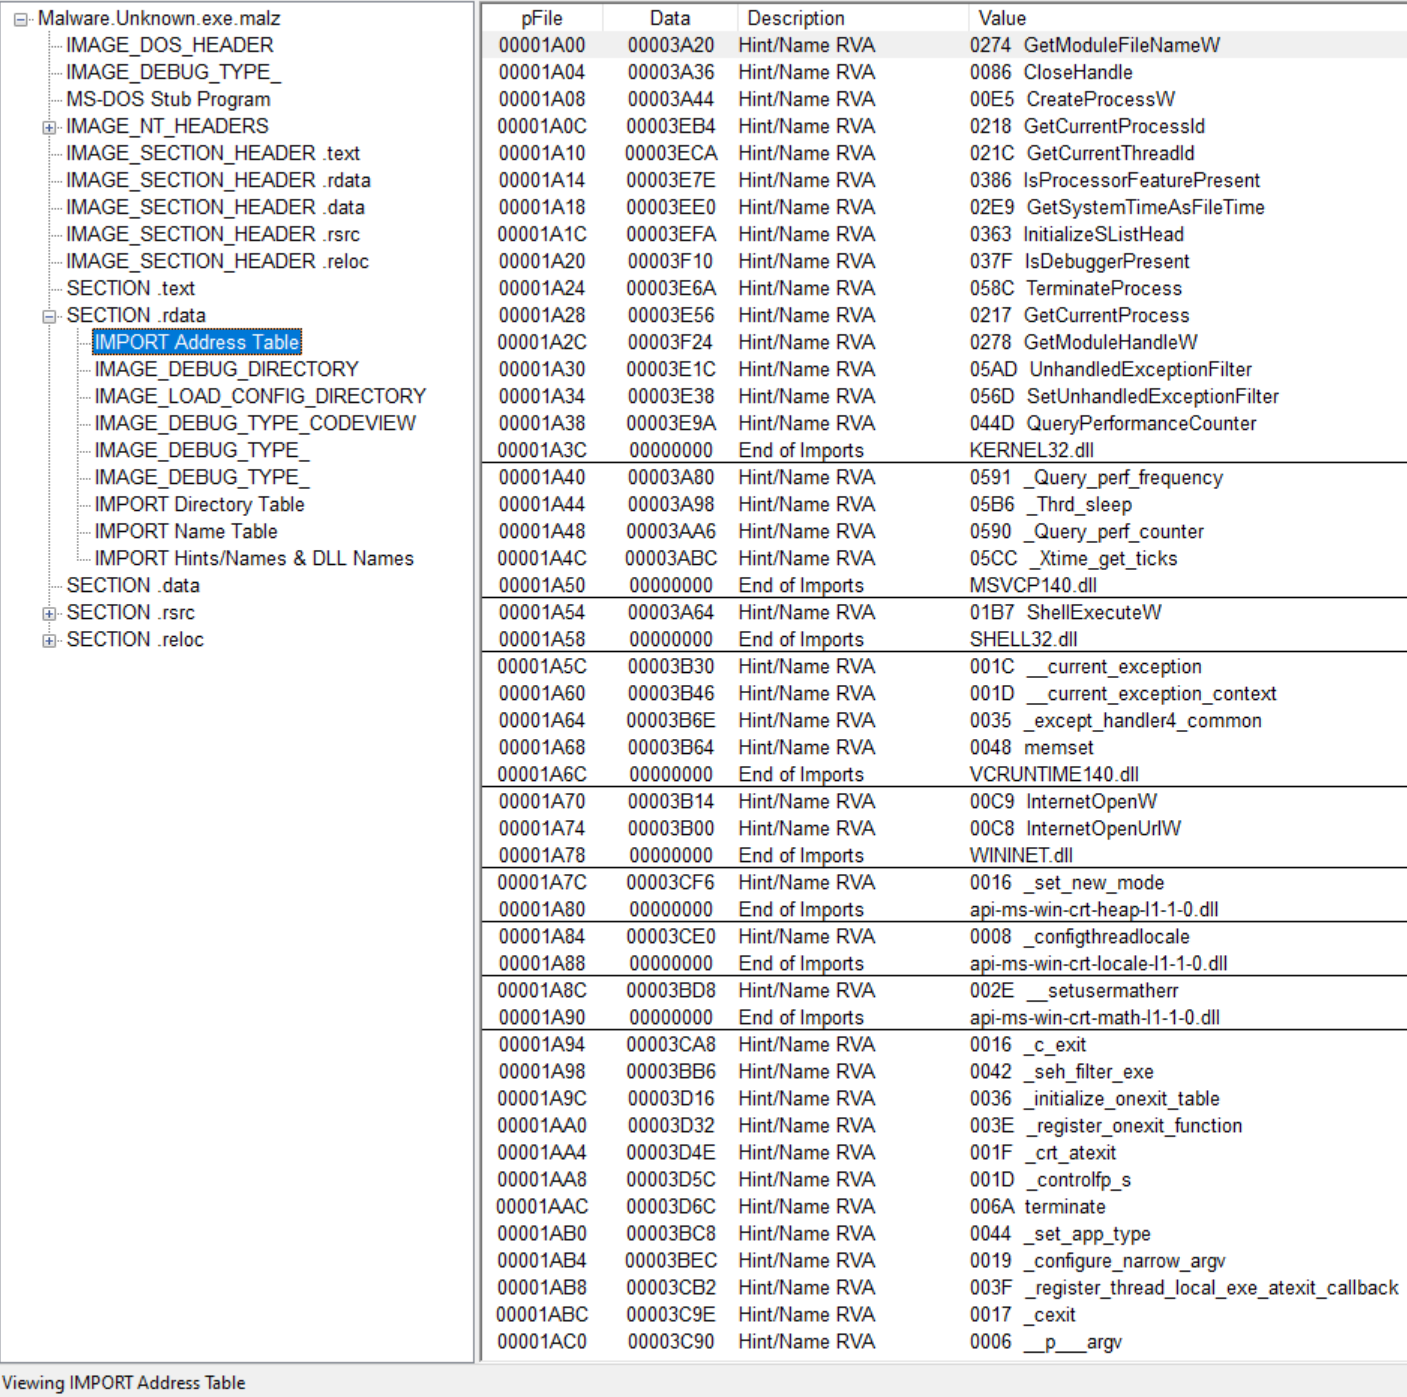 Malware.Unknown.exe.malz
IMAGE_DOS_HEADER
IMAGE_DEBUG_TYPE_
MS-DOS Stub Program
IMAGE_NT_HEADERS
IMAGE_SECTION_HEADER .text
IMAGE_SECTION_HEADER .rdata
IMAGE_SECTION_HEADER .data
IMAGE_SECTION_HEADER .rsrc
IMAGE_SECTION_HEADER .reloc
SECTION .text
SECTION .rdata
IMPORT Address Table
IMAGE_DEBUG_DIRECTORY
IMAGE_LOAD_CONFIG_DIRECTORY
IMAGE_DEBUG_TYPE_CODEVIEW
IMAGE_DEBUG_TYPE_
IMAGE_DEBUG_TYPE_
IMPORT Directory Table
IMPORT Name Table
IMPORT Hints/Names & DLL Names
SECTION .data
SECTION .rsrc
SECTION .reloc
pFile Data Description Value
00001A00 00003A20 Hint/Name RVA 0274 GetModuleFileNameW
00001A04 00003A36 Hint/Name RVA 0086 CloseHandle
00001A08 00003A44 Hint/Name RVA 00E5 CreateProcessW
00001A0C 00003EB4 Hint/Name RVA 0218 GetCurrentProcessId
00001A10 00003ECA Hint/Name RVA 021C GetCurrentThreadId
00001A14 00003E7E Hint/Name RVA 0386 IsProcessorFeaturePresent
00001A18 00003EE0 Hint/Name RVA 02E9 GetSystemTimeAsFileTime
00001A1C 00003EFA Hint/Name RVA 0363 InitializeSListHead
00001A20 00003F10 Hint/Name RVA 037F IsDebuggerPresent
00001A24 00003E6A Hint/Name RVA 058C TerminateProcess
00001A28 00003E56 Hint/Name RVA 0217 GetCurrentProcess
00001A2C 00003F24 Hint/Name RVA 0278 GetModuleHandleW
00001A30 00003E1C Hint/Name RVA 05AD UnhandledExceptionFilter
00001A34 00003E38 Hint/Name RVA 056D SetUnhandledExceptionFilter
00001A38 00003E9A Hint/Name RVA 044D QueryPerformanceCounter
00001A3C 00000000 End of Imports KERNEL32.dll
00001A40 00003A80 Hint/Name RVA 0591 _Query_perf_frequency
00001A44 00003A98 Hint/Name RVA 05B6 _Thrd_sleep
00001A48 00003AA6 Hint/Name RVA 0590 _Query_perf_counter
00001A4C 00003ABC Hint/Name RVA 05CC _Xtime_get_ticks
00001A50 00000000 End of Imports MSVCP140.dll
00001A54 00003A64 Hint/Name RVA 01B7 ShellExecuteW
00001A58 00000000 End of Imports SHELL32.dll
00001A5C 00003B30 Hint/Name RVA 001C __current_exception
00001A60 00003B46 Hint/Name RVA 001D __current_exception_context
00001A64 00003B6E Hint/Name RVA 0035 _except_handler4_common
00001A68 00003B64 Hint/Name RVA 0048 memset
00001A6C 00000000 End of Imports VCRUNTIME140.dll
00001A70 00003B14 Hint/Name RVA 00C9 InternetOpenW
00001A74 00003B00 Hint/Name RVA 00C8 InternetOpenUrlW
00001A78 00000000 End of Imports WININET.dll
00001A7C 00003CF6 Hint/Name RVA 0016 _set_new_mode
00001A80 00000000 End of Imports api-ms-win-crt-heap-l1-1-0.dll
00001A84 00003CE0 Hint/Name RVA 0008 _configthreadlocale
00001A88 00000000 End of Imports api-ms-win-crt-locale-l1-1-0.dll
00001A8C 00003BD8 Hint/Name RVA 002E __setusermatherr
00001A90 00000000 End of Imports api-ms-win-crt-math-l1-1-0.dll
00001A94 00003CA8 Hint/Name RVA 0016 _c_exit
00001A98 00003BB6 Hint/Name RVA 0042 _seh_filter_exe
00001A9C 00003D16 Hint/Name RVA 0036 _initialize_onexit_table
00001AA0 00003D32 Hint/Name RVA 003E _register_onexit_function
00001AA4 00003D4E Hint/Name RVA 001F _crt_atexit
00001AA8 00003D5C Hint/Name RVA 001D _controlfp_s
00001AAC 00003D6C Hint/Name RVA 006A terminate
00001AB0 00003BC8 Hint/Name RVA 0044 _set_app_type
00001AB4 00003BEC Hint/Name RVA 0019 _configure_narrow_argv
00001AB8 00003CB2 Hint/Name RVA 003F _register_thread_local_exe_atexit_callback
00001ABC 00003C9E Hint/Name RVA 0017 _cexit
00001AC0 00003C90 Hint/Name RVA 0006 __p___argv
Viewing IMPORT Address Table